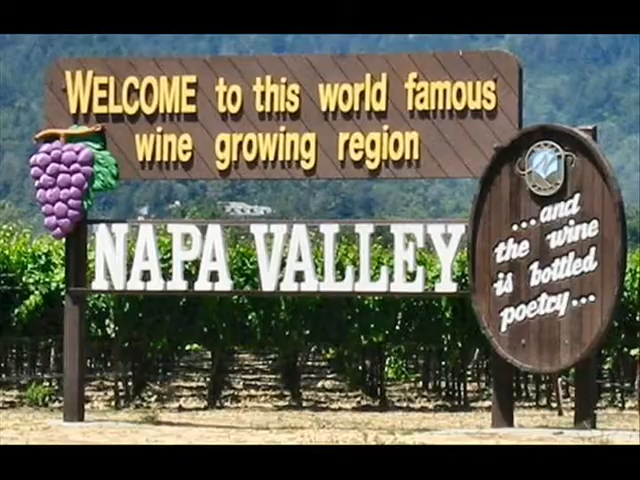 WELCOME to this world famous
wine growing region
NAPA VALLEY
...and
the wine
is bottled
poetry...